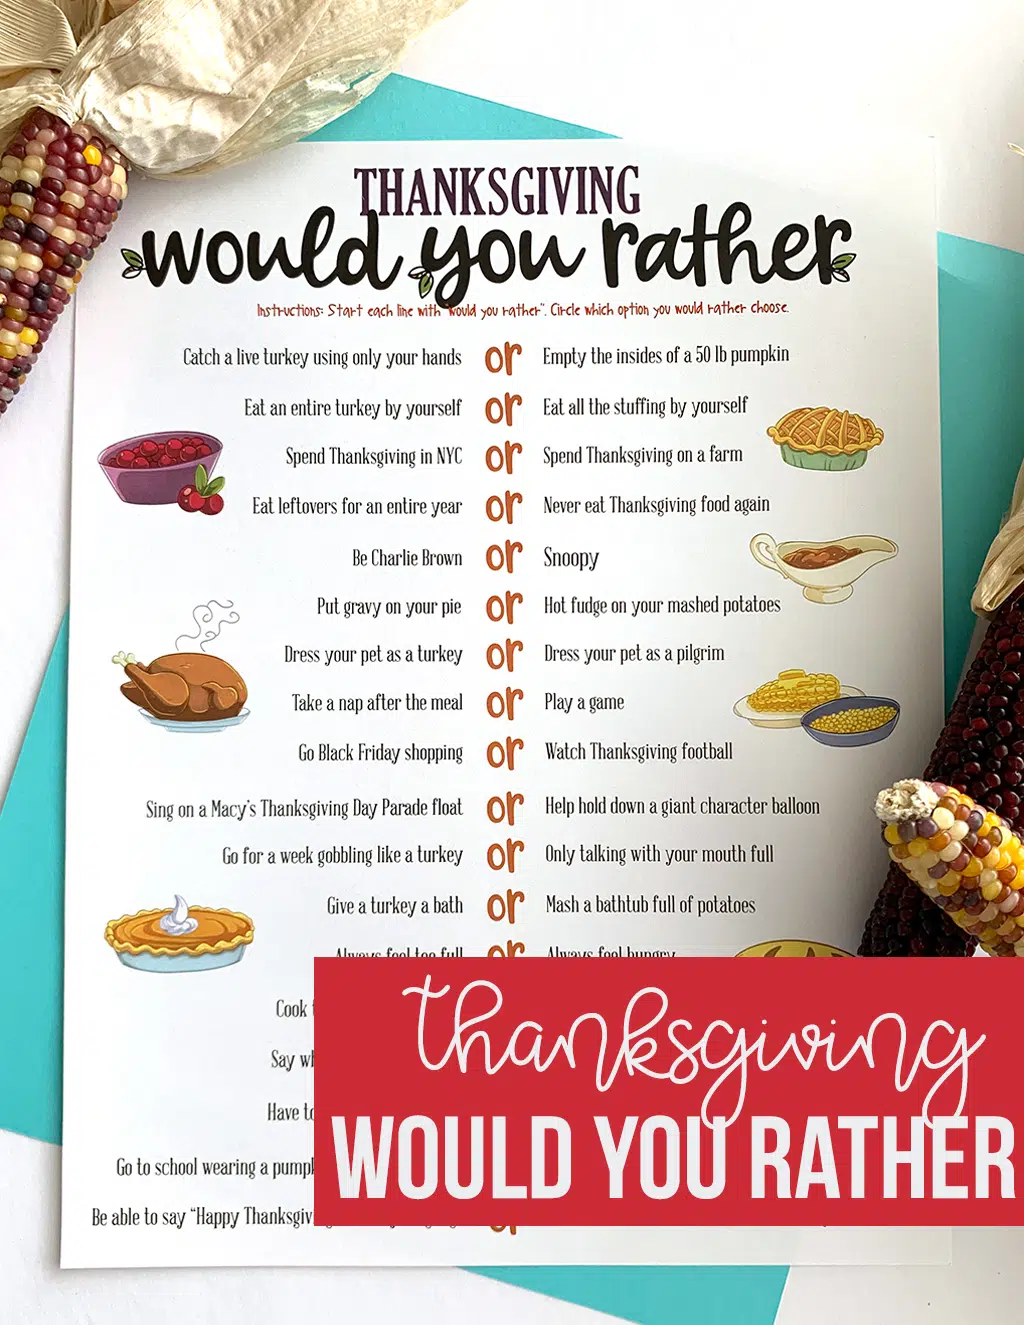 THANKSGIVING
would you rather
Instructions: Start each line with "would you rather". Circle which option you would rather choose.
Catch a live turkey using only your hands or Empty the insides of a 50 lb pumpkin
Eat an entire turkey by yourself or Eat all the stuffing by yourself
Spend Thanksgiving in NYC or Spend Thanksgiving on a farm
Eat leftovers for an entire year or Never eat Thanksgiving food again
Be Charlie Brown or Snoopy
Put gravy on your pie or Hot fudge on your mashed potatoes
Dress your pet as a turkey or Dress your pet as a pilgrim
Take a nap after the meal or Play a game
Go Black Friday shopping or Watch Thanksgiving football
Sing on a Macy's Thanksgiving Day Parade float or Help hold down a giant character balloon
Go for a week gobbling like a turkey or Only talking with your mouth full
Give a turkey a bath or Mash a bathtub full of potatoes
Always feel too full or Always feel hungry
Cook
Say
Have
Go to school wearing a
Be able to say "Happy
or
thanksgiving
WOULD YOU RATHER